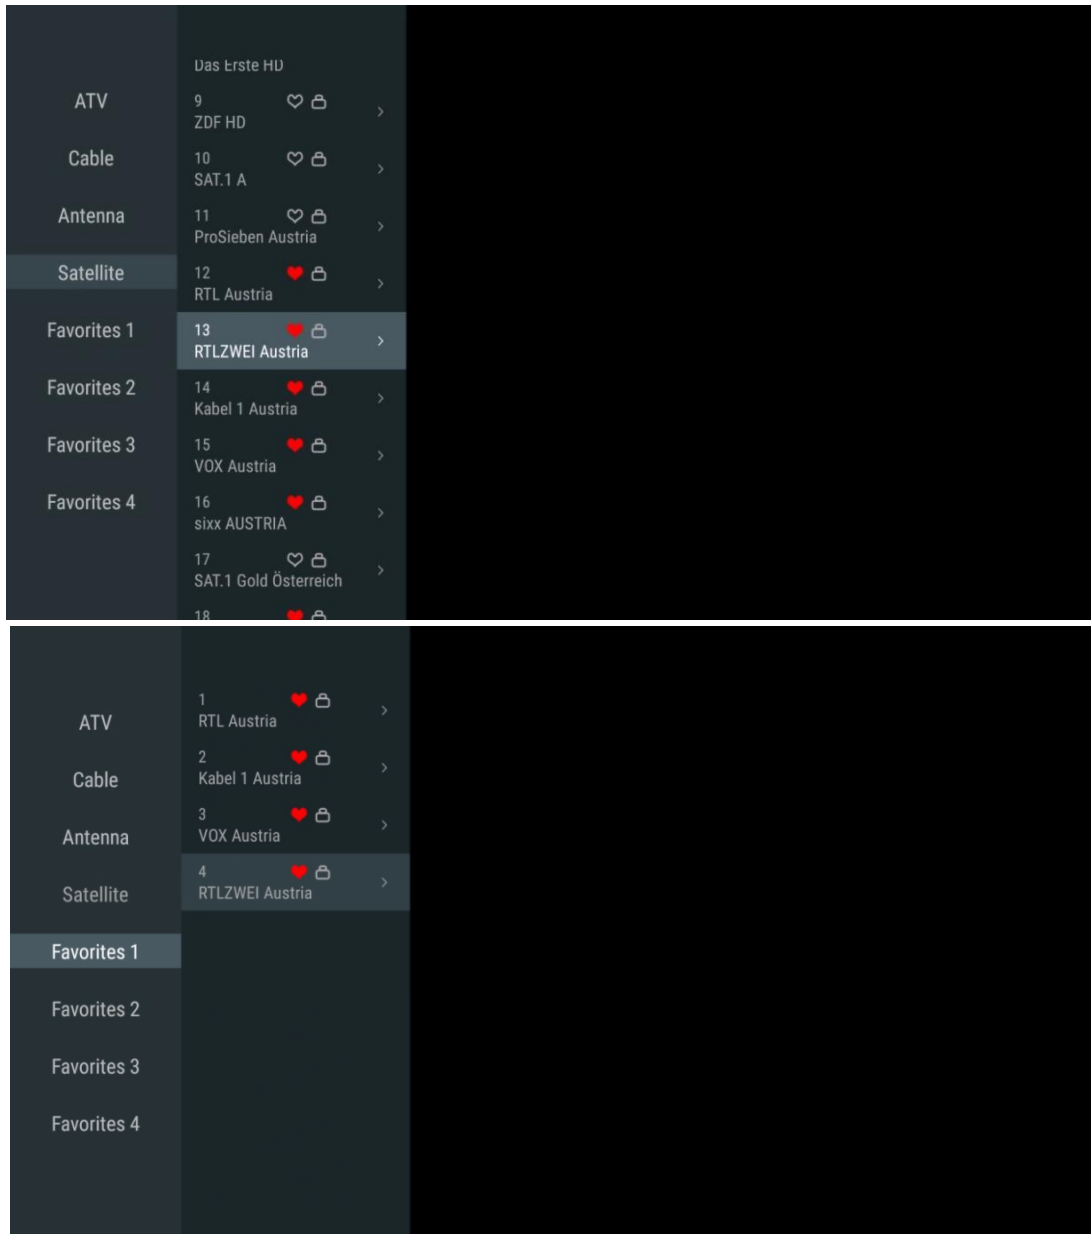 ATV
Cable
Antenna
Satellite
Favorites 1
Favorites 2
Favorites 3
Favorites 4
Das Erste HD
9
ZDF HD
10
SAT.1 A
11
ProSieben Austria
12
RTL Austria
13
RTLZWEI Austria
14
Kabel 1 Austria
15
VOX Austria
16
sixx AUSTRIA
17
SAT.1 Gold Österreich
18
ATV
Cable
Antenna
Satellite
Favorites 1
Favorites 2
Favorites 3
Favorites 4
1
RTL Austria
2
Kabel 1 Austria
3
VOX Austria
4
RTLZWEI Austria